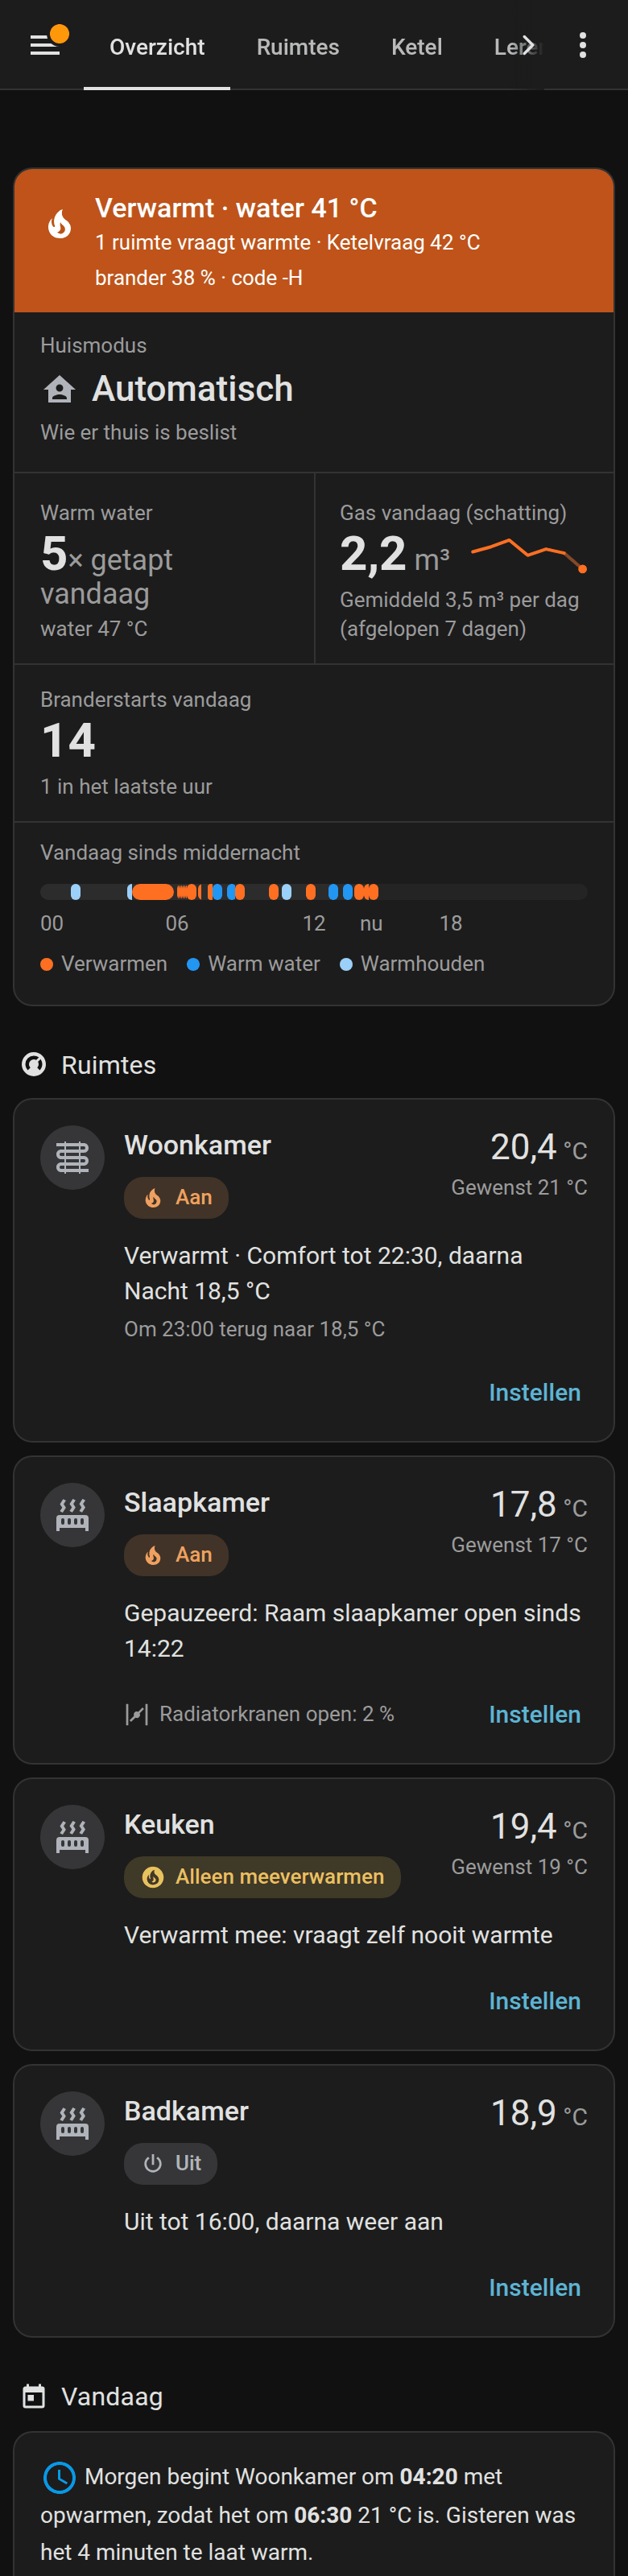 Overzicht Ruimtes Ketel
Verwarmt · water 41 °C
1 ruimte vraagt warmte · Ketelvraag 42 °C
brander 38 % · code -H
Huismodus
Automatisch
Wie er thuis is beslist
Warm water
5× getapt
vandaag
water 47 °C
Gas vandaag (schatting)
2,2 m³
Gemiddeld 3,5 m³ per dag
(afgelopen 7 dagen)
Branderstarts vandaag
14
1 in het laatste uur
Vandaag sinds middernacht
00 06 12 nu 18
Verwarmen Warm water Warmhouden
Ruimtes
Woonkamer
20,4 °C
Aan
Gewenst 21 °C
Verwarmt · Comfort tot 22:30, daarna
Nacht 18,5 °C
Om 23:00 terug naar 18,5 °C
Instellen
Slaapkamer
17,8 °C
Aan
Gewenst 17 °C
Gepauzeerd: Raam slaapkamer open sinds
14:22
Radiatorkranen open: 2 %
Instellen
Keuken
19,4 °C
Alleen meeverwarmen
Gewenst 19 °C
Verwarmt mee: vraagt zelf nooit warmte
Instellen
Badkamer
18,9 °C
Uit
Uit tot 16:00, daarna weer aan
Instellen
Vandaag
Morgen begint Woonkamer om 04:20 met
opwarmen, zodat het om 06:30 21 °C is. Gisteren was
het 4 minuten te laat warm.